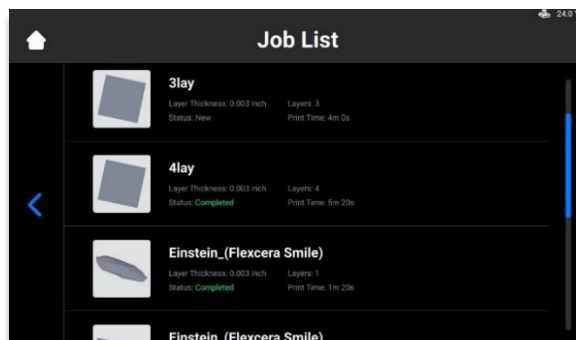 24.0
Job List
3lay
Layer Thickness: 0.003 inch Layers: 3
Status: New Print Time: 4m 0s
4lay
Layer Thickness: 0.003 inch Layers: 4
Status: Completed Print Time: 5m 20s
Einstein_(Flexcera Smile)
Layer Thickness: 0.003 inch Layers: 1
Status: Completed Print Time: 1m 20s
Einstein_(Flexcera Smile)